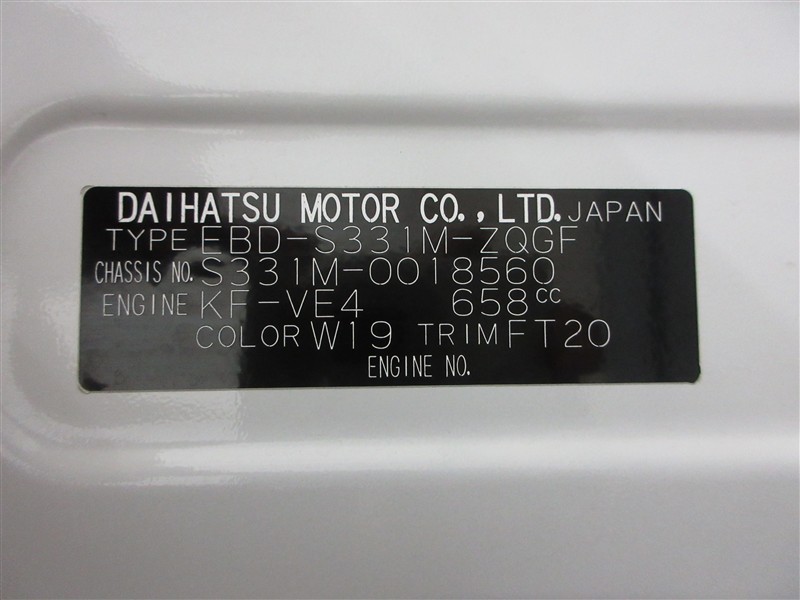 DAIHATSU MOTOR CO., LTD. JAPAN
TYPE EBD-S331M-ZQGF
CHASSIS NO. S331M-0018560
ENGINE KF-VE4 658cc
COLOR W19 TRIM FT20
ENGINE NO.